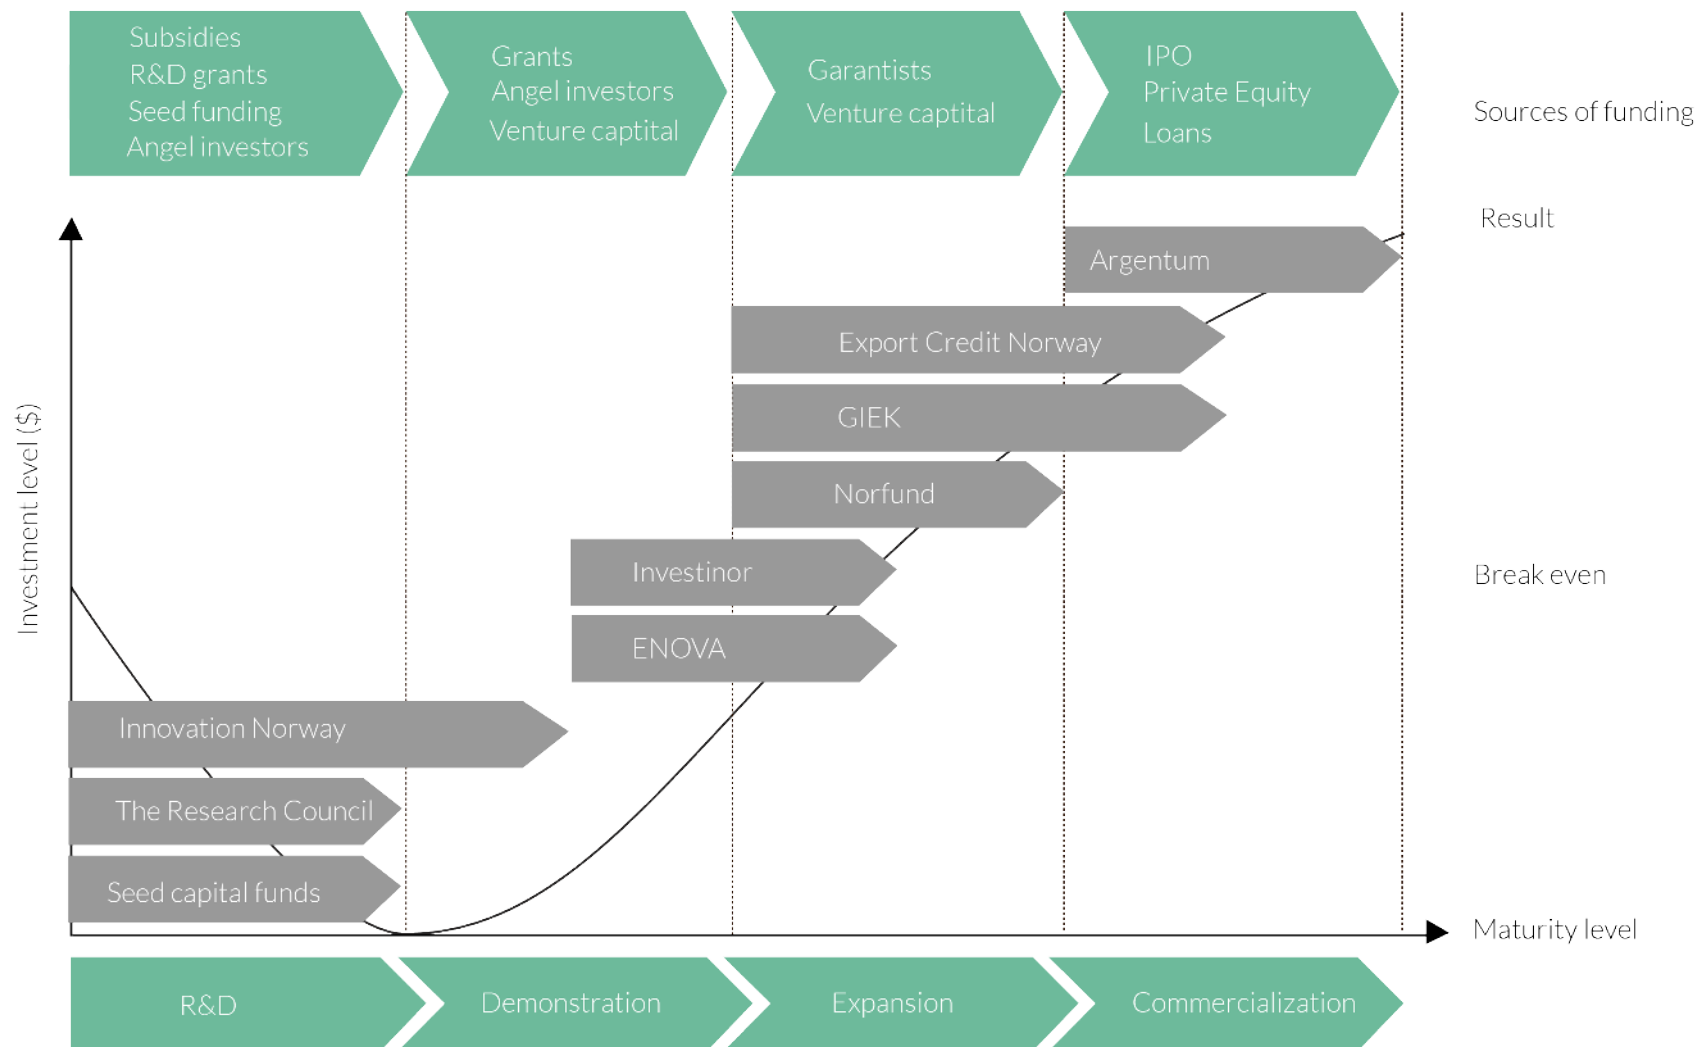 Subsidies
R&D grants
Seed funding
Angel investors
Grants
Angel investors
Venture captital
Garantists
Venture captital
IPO
Private Equity
Loans
Sources of funding
Result
Argentum
Export Credit Norway
GIEK
Norfund
Investinor
Break even
ENOVA
Investment level ($)
Innovation Norway
The Research Council
Seed capital funds
Maturity level
R&D
Demonstration
Expansion
Commercialization